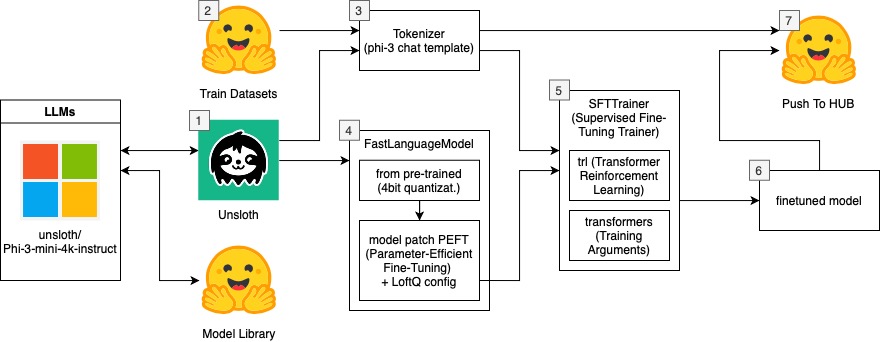 2
Train Datasets
3
Tokenizer
(phi-3 chat template)
7
Push To HUB
LLMs
unsloth/
Phi-3-mini-4k-instruct
1
Unsloth
Model Library
4
FastLanguageModel
from pre-trained
(4bit quantizat.)
model patch PEFT
(Parameter-Efficient
Fine-Tuning)
+ LoftQ config
5
SFTTrainer
(Supervised Fine-
Tuning Trainer)
trl (Transformer
Reinforcement
Learning)
transformers
(Training
Arguments)
6
finetuned model